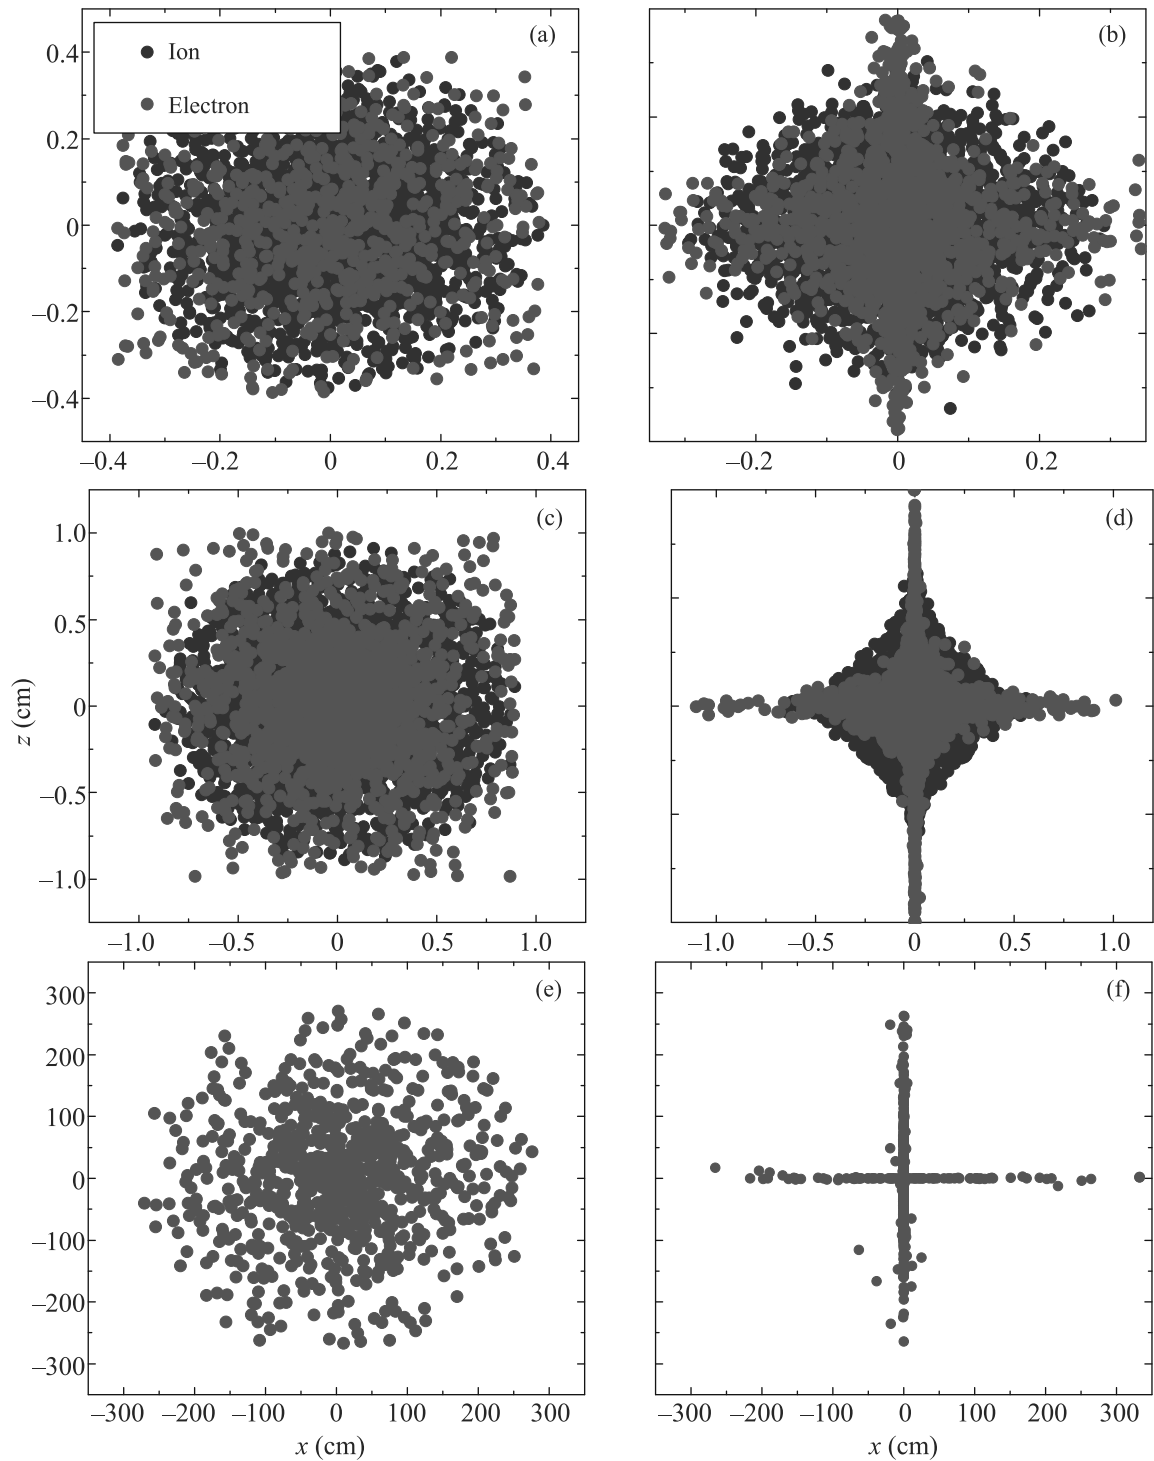 (a)
(b)
Ion
Electron
0.4
0.2
0
−0.2
−0.4
−0.4 −0.2 0 0.2 0.4
−0.2 0 0.2
(c)
(d)
1.0
0.5
0
−0.5
−1.0
z (cm)
−1.0 −0.5 0 0.5 1.0
−1.0 −0.5 0 0.5 1.0
(e)
(f)
300
200
100
0
−100
−200
−300
−300 −200 −100 0 100 200 300
−300 −200 −100 0 100 200 300
x (cm)
x (cm)